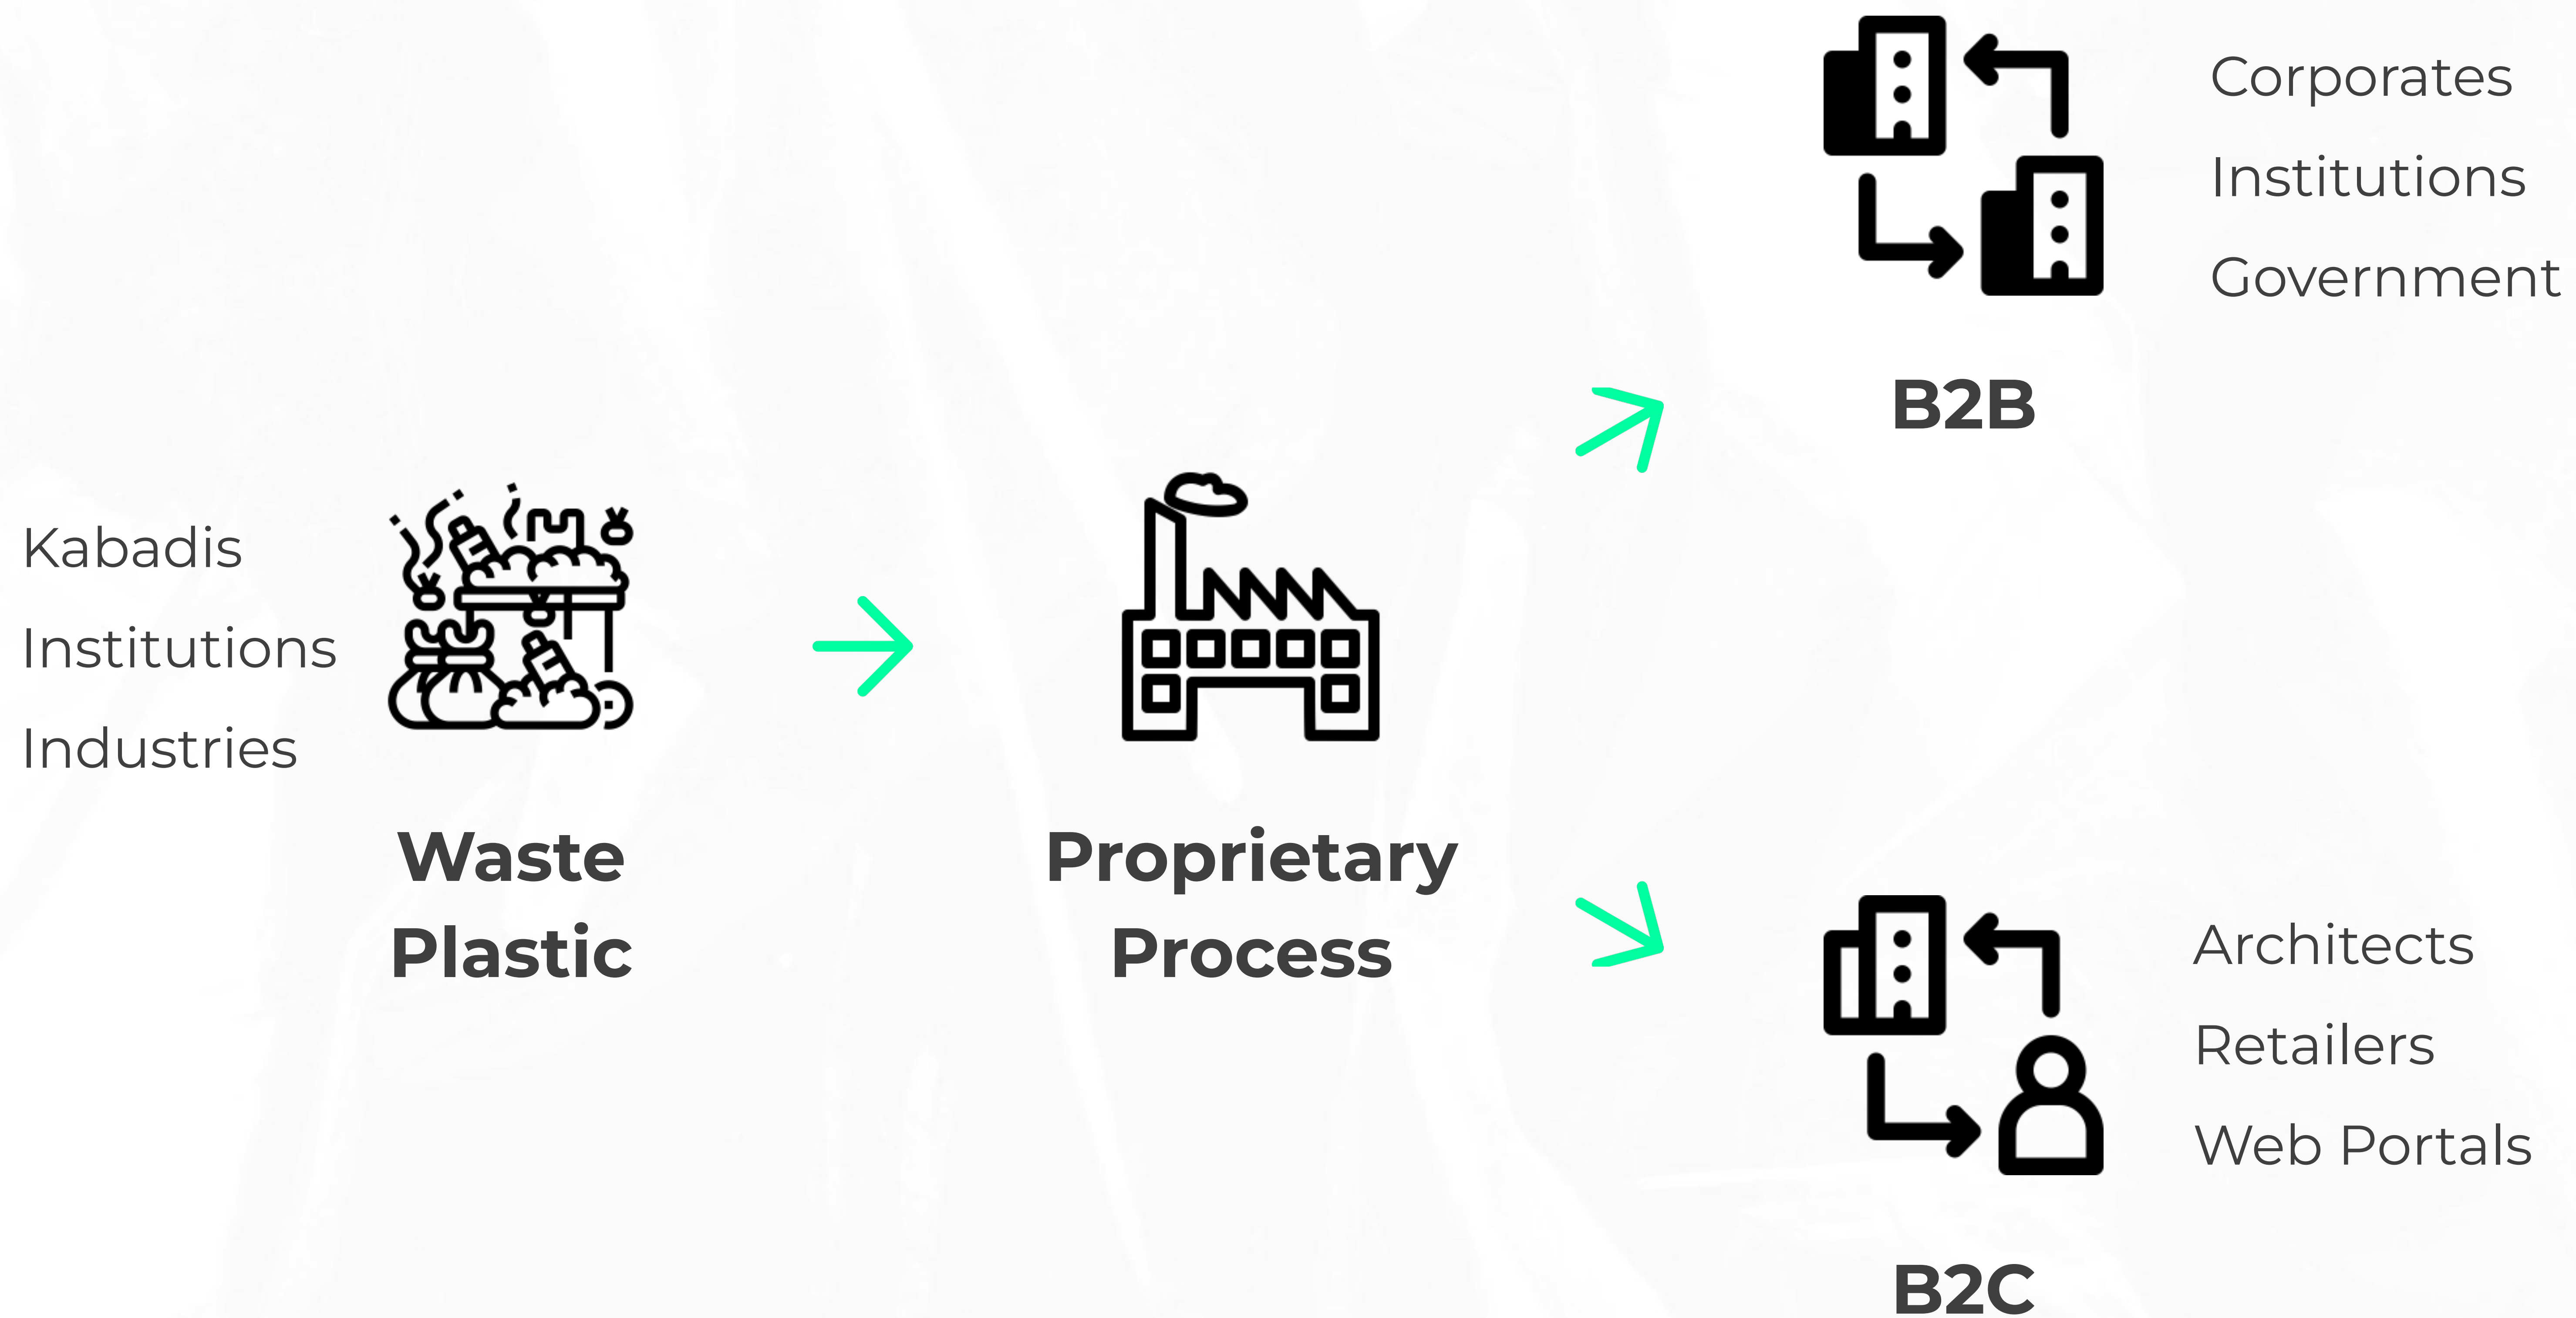 Kabadis
Institutions
Industries
Waste
Plastic
Proprietary
Process
Corporates
Institutions
Government
B2B
Architects
Retailers
Web Portals
B2C